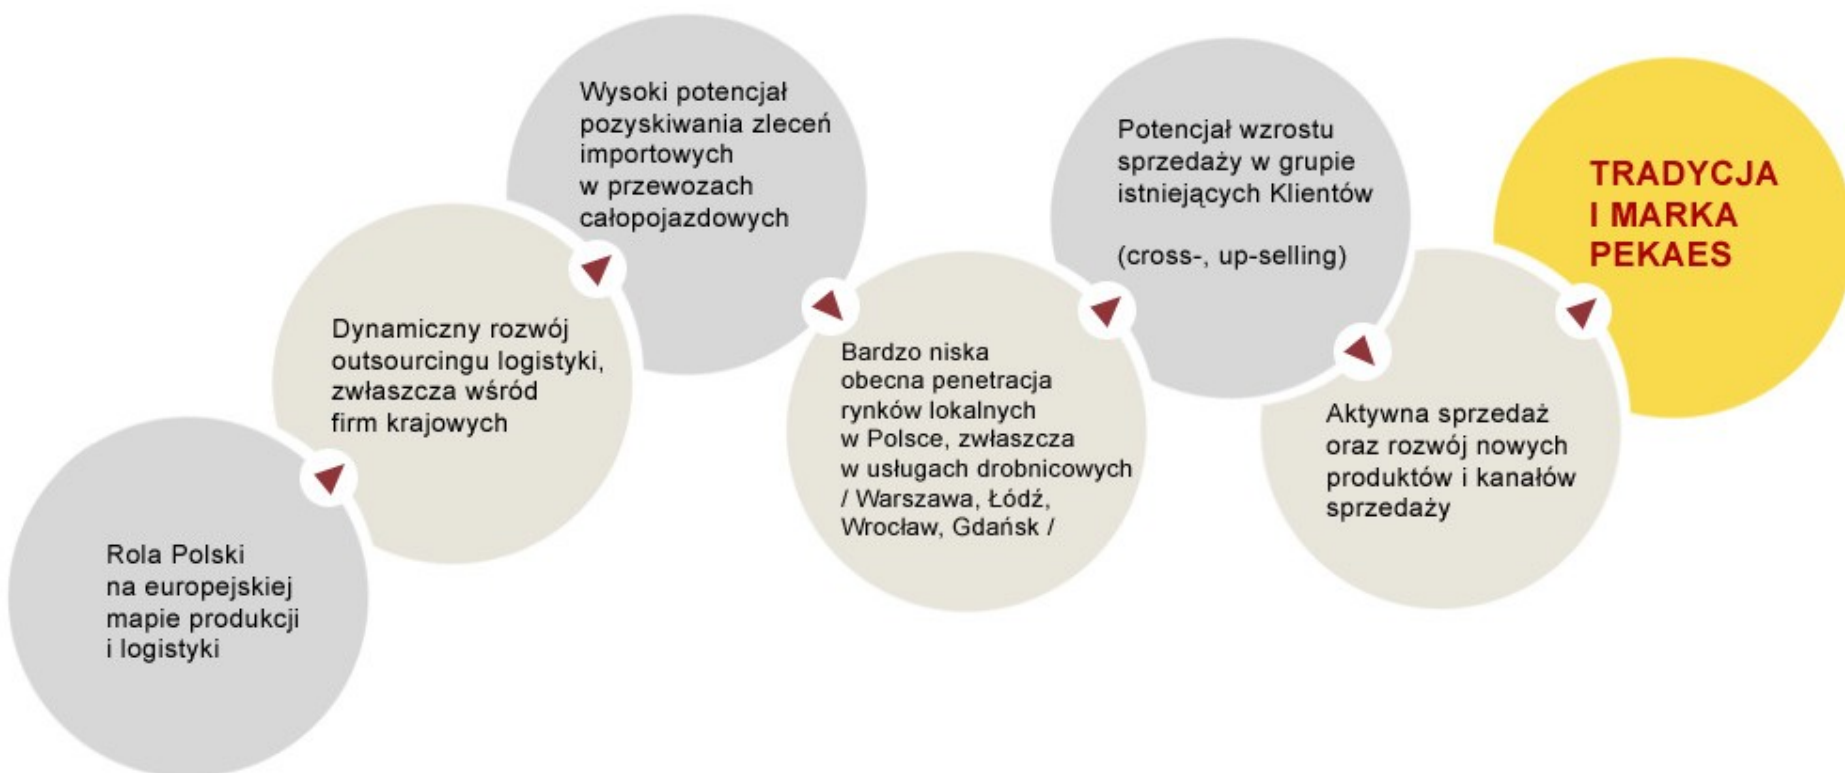 Rola Polski
na europejskiej
mapie produkcji
i logistyki
Dynamiczny rozwój
outsourcingu logistyki,
zwłaszcza wśród
firm krajowych
Wysoki potencjał
pozyskiwania zleceń
importowych
w przewozach
całopojazdowych
Bardzo niska
obecna penetracja
rynków lokalnych
w Polsce, zwłaszcza
w usługach drobnicowych
/ Warszawa, Łódź,
Wrocław, Gdańsk /
Potencjał wzrostu
sprzedaży w grupie
istniejących Klientów
(cross-, up-selling)
Aktywna sprzedaż
oraz rozwój nowych
produktów i kanałów
sprzedaży
TRADYCJA
I MARKA
PEKAES